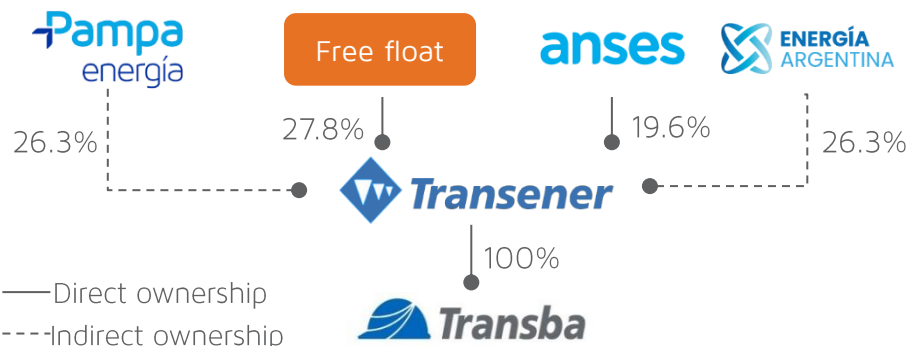 Pampa
energía
Free float
anses
ENERGÍA
ARGENTINA
26.3%
27.8%
19.6%
26.3%
Transener
100%
Direct ownership
Transba
Indirect ownership